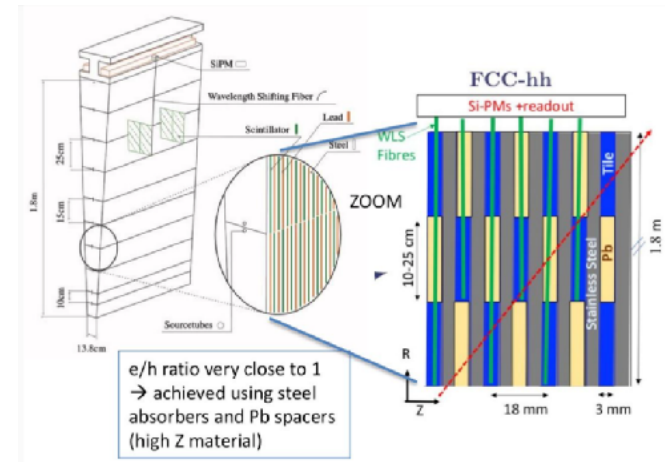 SiPM
Wavelength Shifting Fiber
Scintillator
Lead
Steel
25cm
1.8m
15cm
10cm
13.8cm
Sourcetubes
ZOOM
e/h ratio very close to 1
→ achieved using steel
absorbers and Pb spacers
(high Z material)
FCC-hh
Si-PMs +readout
WLS
Fibres
Tile
10-25 cm
Stainless Steel
Pb
1.8 m
R
Z
18 mm
3 mm